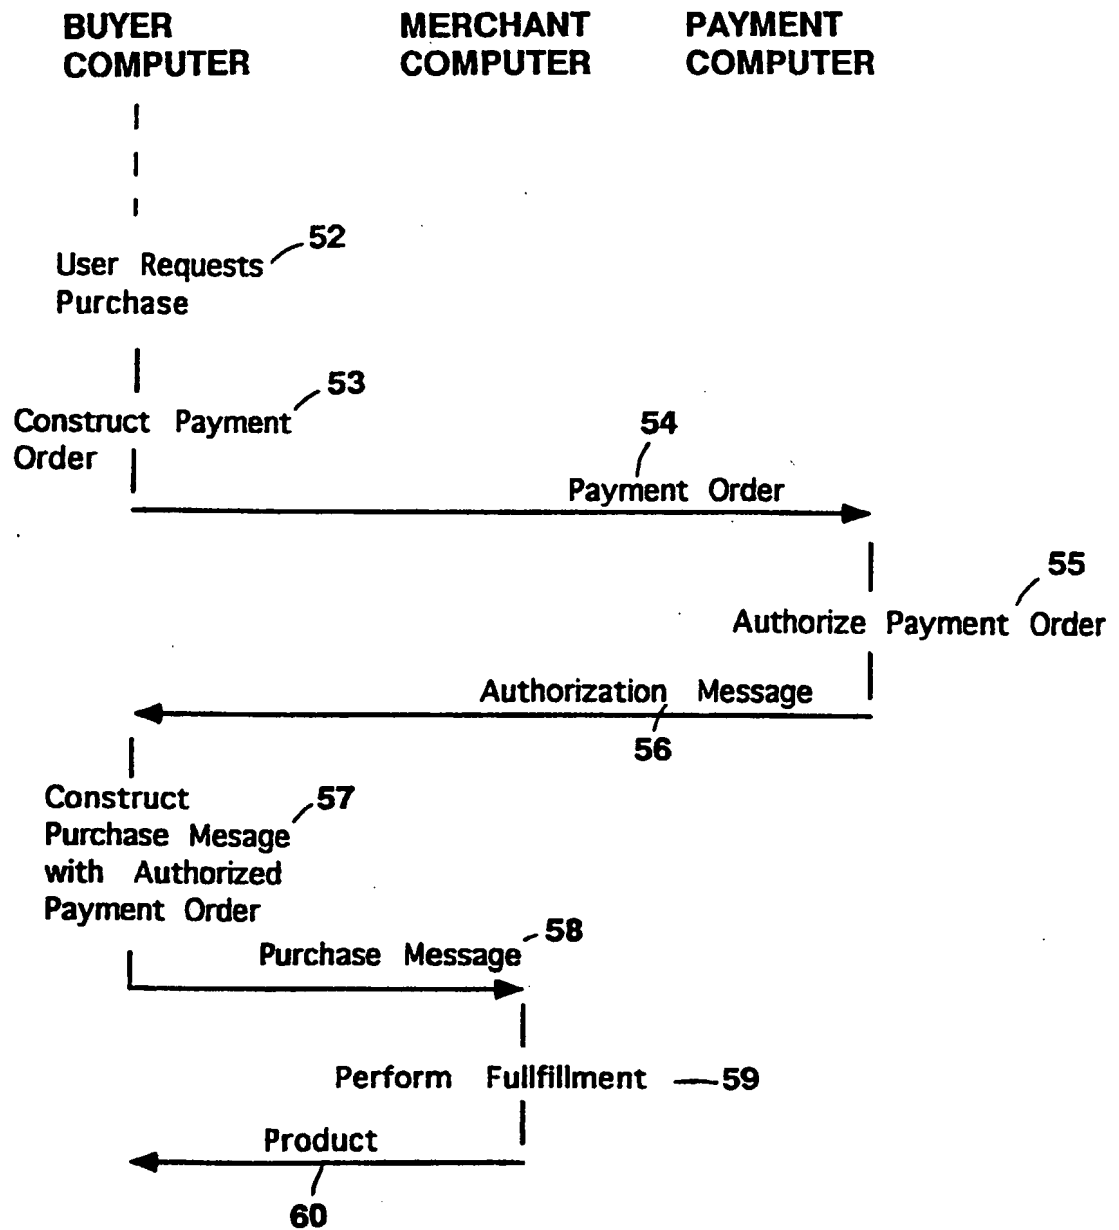 BUYER
COMPUTER
MERCHANT
COMPUTER
PAYMENT
COMPUTER
52
User Requests
Purchase
53
Construct Payment
Order
54
Payment Order
55
Authorize Payment Order
Authorization Message
56
57
Construct
Purchase Mesage
with Authorized
Payment Order
58
Purchase Message
Perform Fullfillment
59
Product
60